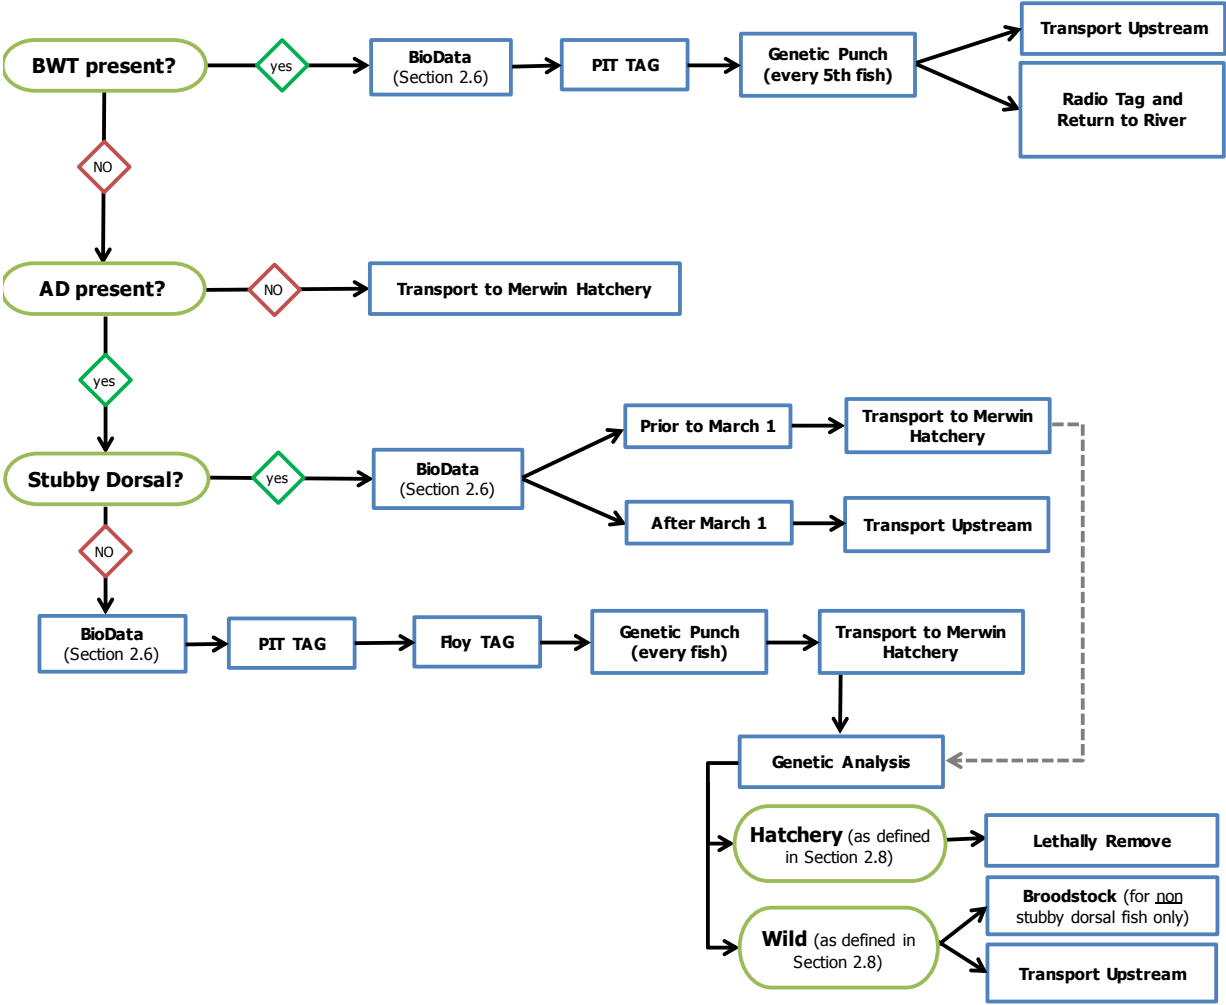 BWT present?
yes
BioData
(Section 2.6)
PIT TAG
Genetic Punch
(every 5th fish)
Transport Upstream
Radio Tag and
Return to River
NO
AD present?
NO
Transport to Merwin Hatchery
yes
Stubby Dorsal?
yes
BioData
(Section 2.6)
Prior to March 1
Transport to Merwin
Hatchery
After March 1
Transport Upstream
NO
BioData
(Section 2.6)
PIT TAG
Floy TAG
Genetic Punch
(every fish)
Transport to Merwin
Hatchery
Genetic Analysis
Hatchery (as defined
in Section 2.8)
Lethally Remove
Wild (as defined in
Section 2.8)
Broodstock (for non
stubby dorsal fish only)
Transport Upstream